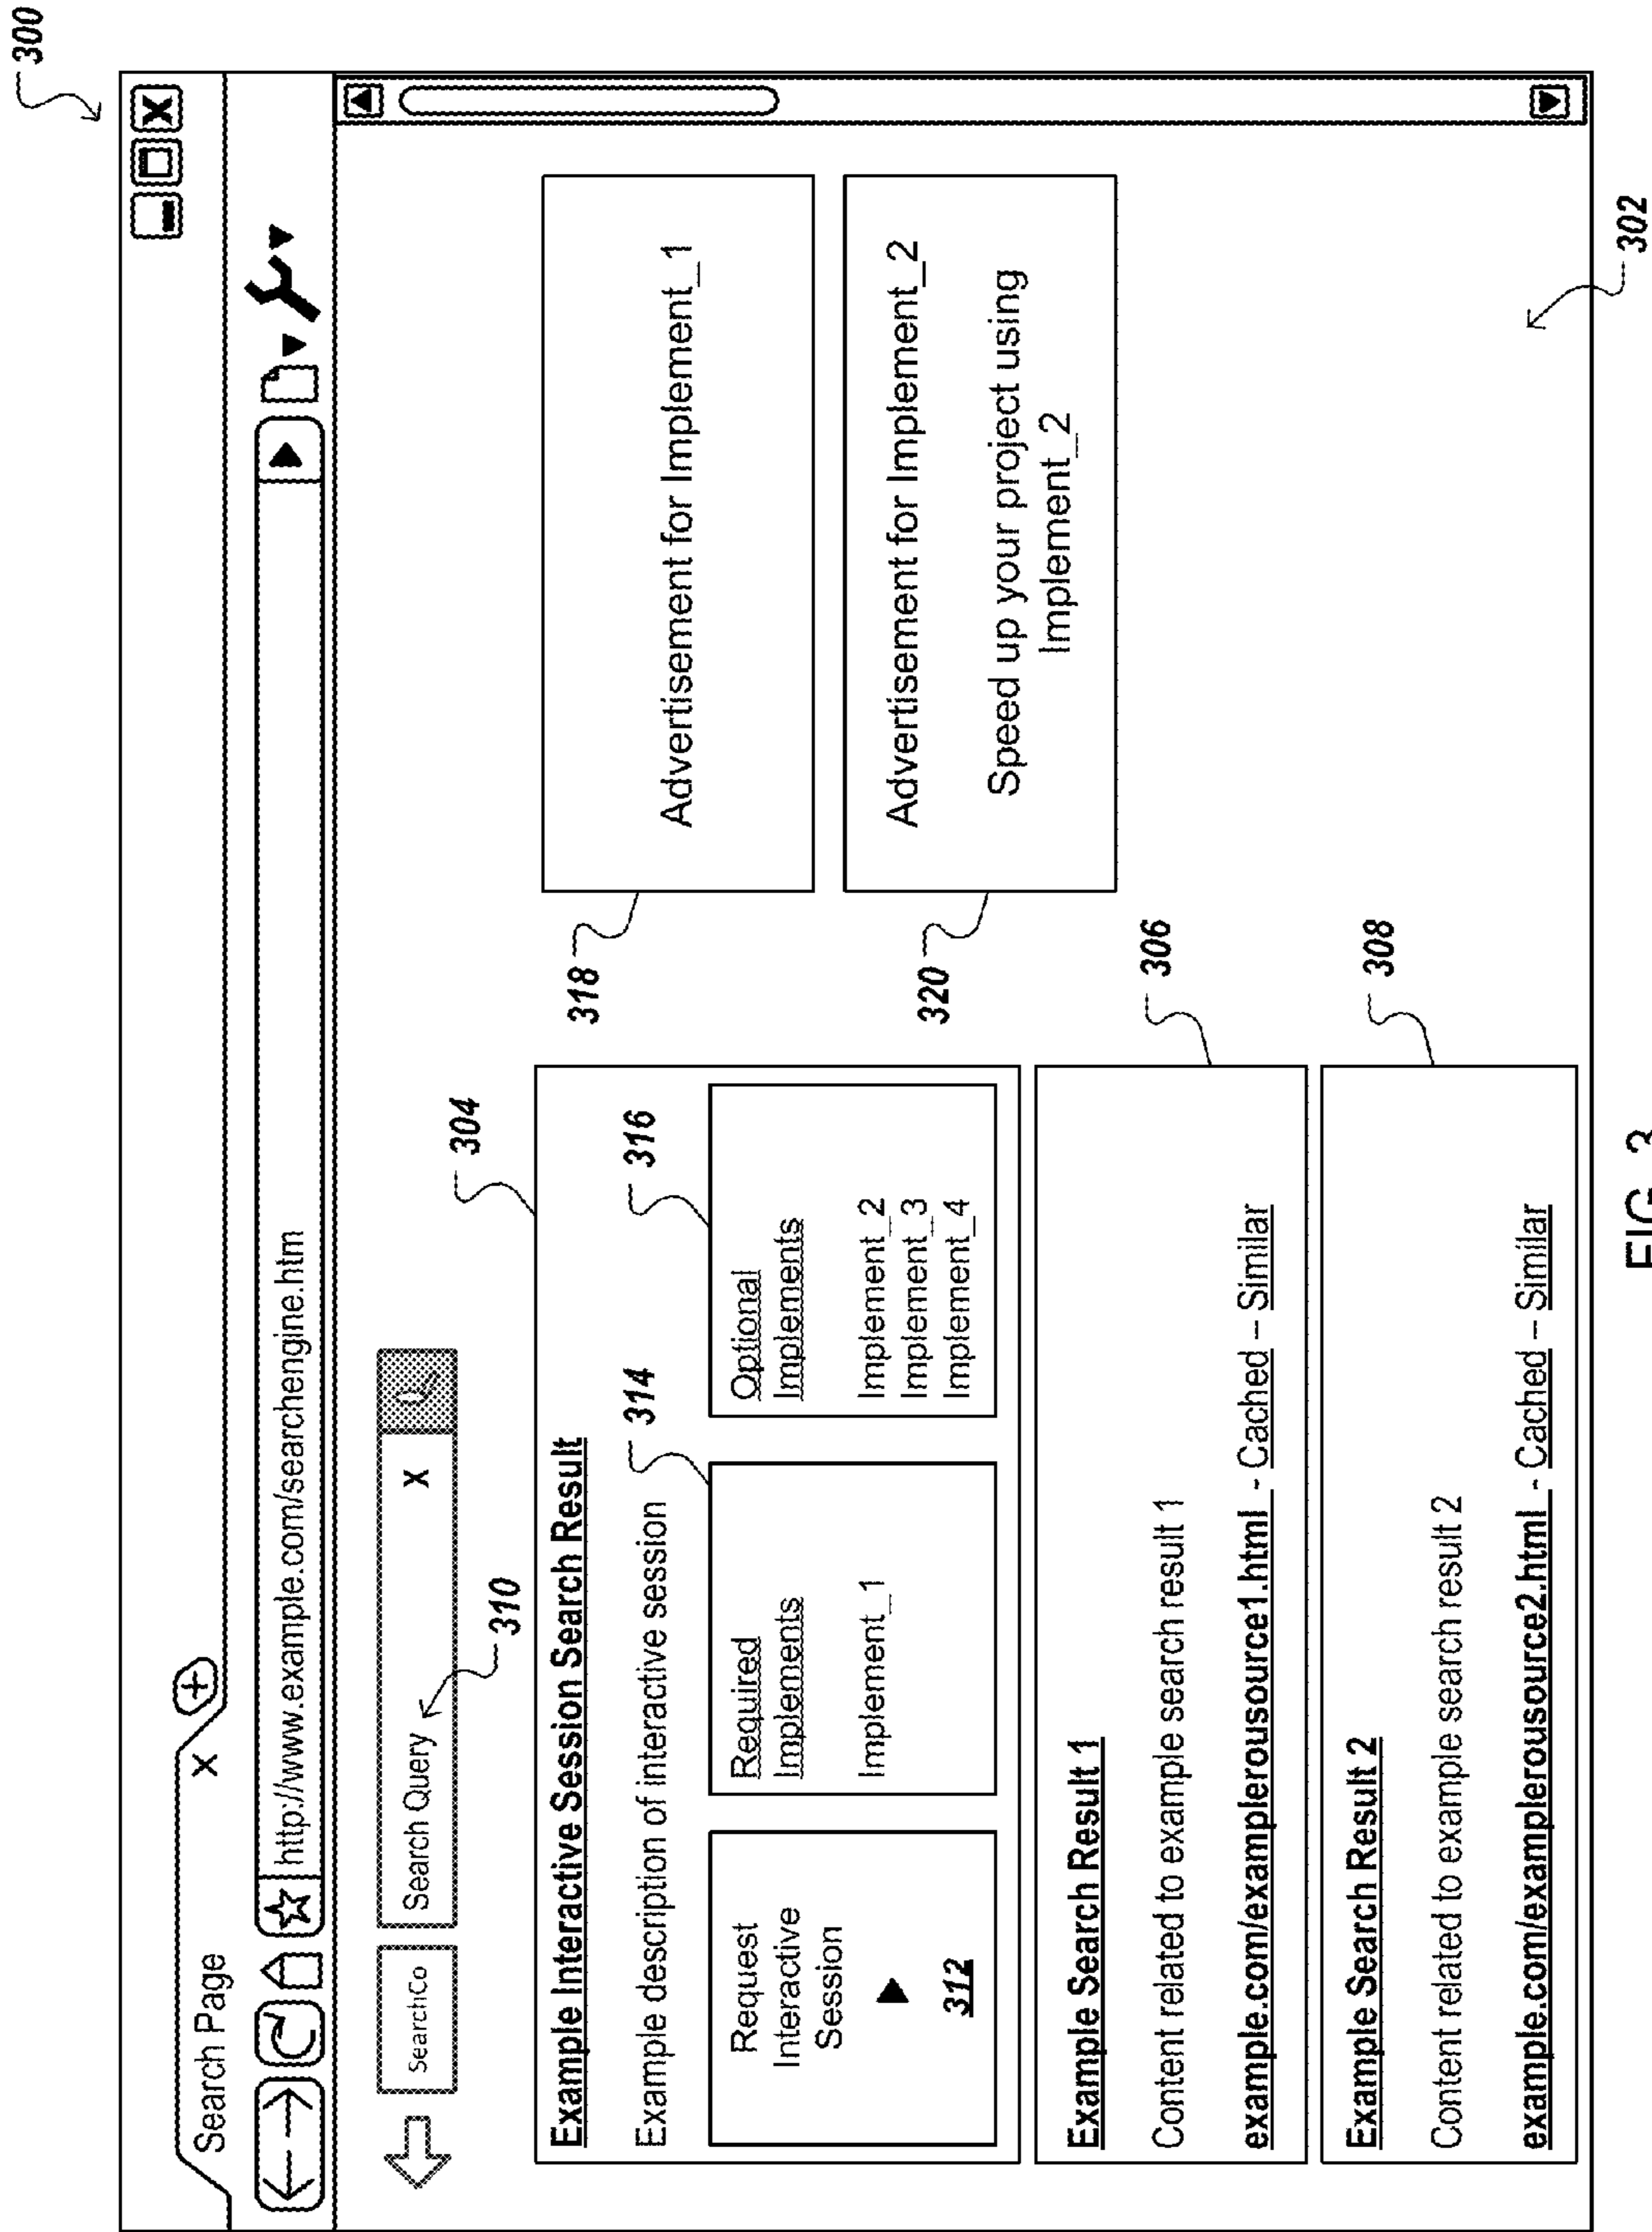 300
Search Page X
http://www.example.com/searchengine.htm
SearchCo
Search Query X
310
304
Example Interactive Session Search Result
Example description of interactive session
314
316
Request
Interactive
Session
312
Required
Implements
Implement_1
Optional
Implements
Implement_2
Implement_3
Implement_4
306
Example Search Result 1
Content related to example search result 1
example.com/examplerousource1.html - Cached – Similar
308
Example Search Result 2
Content related to example search result 2
example.com/examplerousource2.html - Cached – Similar
318
Advertisement for Implement_1
320
Advertisement for Implement_2
Speed up your project using
Implement_2
302
FIG. 3